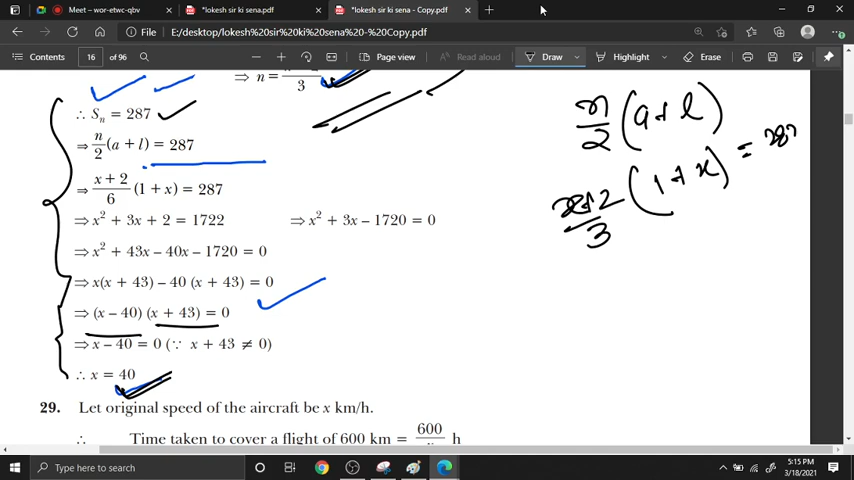 Meet – wor-etwc-qbv
*lokesh sir ki sena.pdf
*lokesh sir ki sena - Copy.pdf
File | E:/desktop/lokesh%20sir%20ki%20sena%20-%20Copy.pdf
Contents 16 of 96 Page view Read aloud Draw Highlight Erase
∴ Sₙ = 287
⇒ n/2 (a + l) = 287
⇒ (x + 2)/6 (1 + x) = 287
⇒ x² + 3x + 2 = 1722 ⇒ x² + 3x – 1720 = 0
⇒ x² + 43x – 40x – 1720 = 0
⇒ x(x + 43) – 40 (x + 43) = 0
⇒ (x – 40) (x + 43) = 0
⇒ x – 40 = 0 (∵ x + 43 ≠ 0)
∴ x = 40
n/2 (a + l)
x+2/3 (1 + x) = 287
29. Let original speed of the aircraft be x km/h.
∴ Time taken to cover a flight of 600 km = 600/ h
Type here to search
5:15 PM
3/18/2021